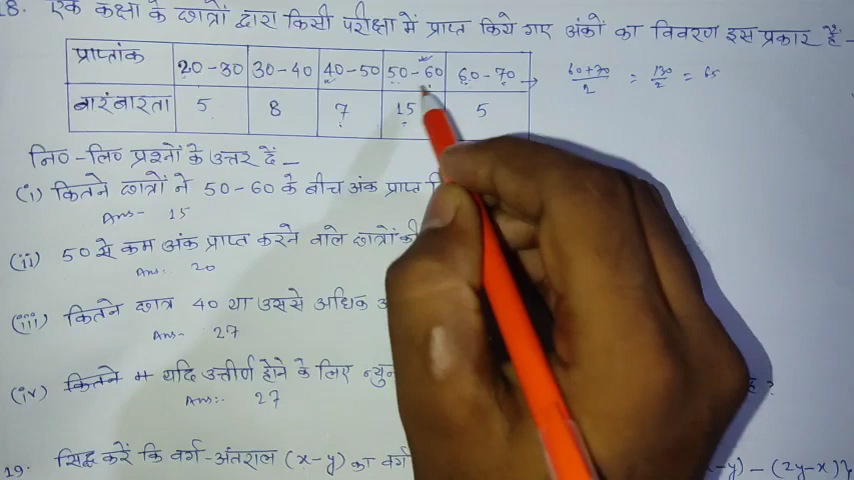 18. एक कक्षा के छात्रों द्वारा किसी परीक्षा में प्राप्त किये गए अंकों का विवरण इस प्रकार है-
प्राप्तांक 20-30 30-40 40-50 50-60 60-70 → 60+70/2 = 130/2 = 65
बारंबारता 5 8 7 15 5
नि०-लि० प्रश्नों के उत्तर दें -
(i) कितने छात्रों ने 50-60 के बीच अंक प्राप्त
Ans- 15
(ii) 50 से कम अंक प्राप्त करने वाले छात्रों की
Ans: 20
(iii) कितने छात्र 40 या उससे अधिक
Ans- 27
(iv) कितने यदि उत्तीर्ण होने के लिए न्युन ?
Ans:- 27
19. सिद्ध करें कि वर्ग-अंतराल (x-y) का वर्ग -y) - (2y-x)}